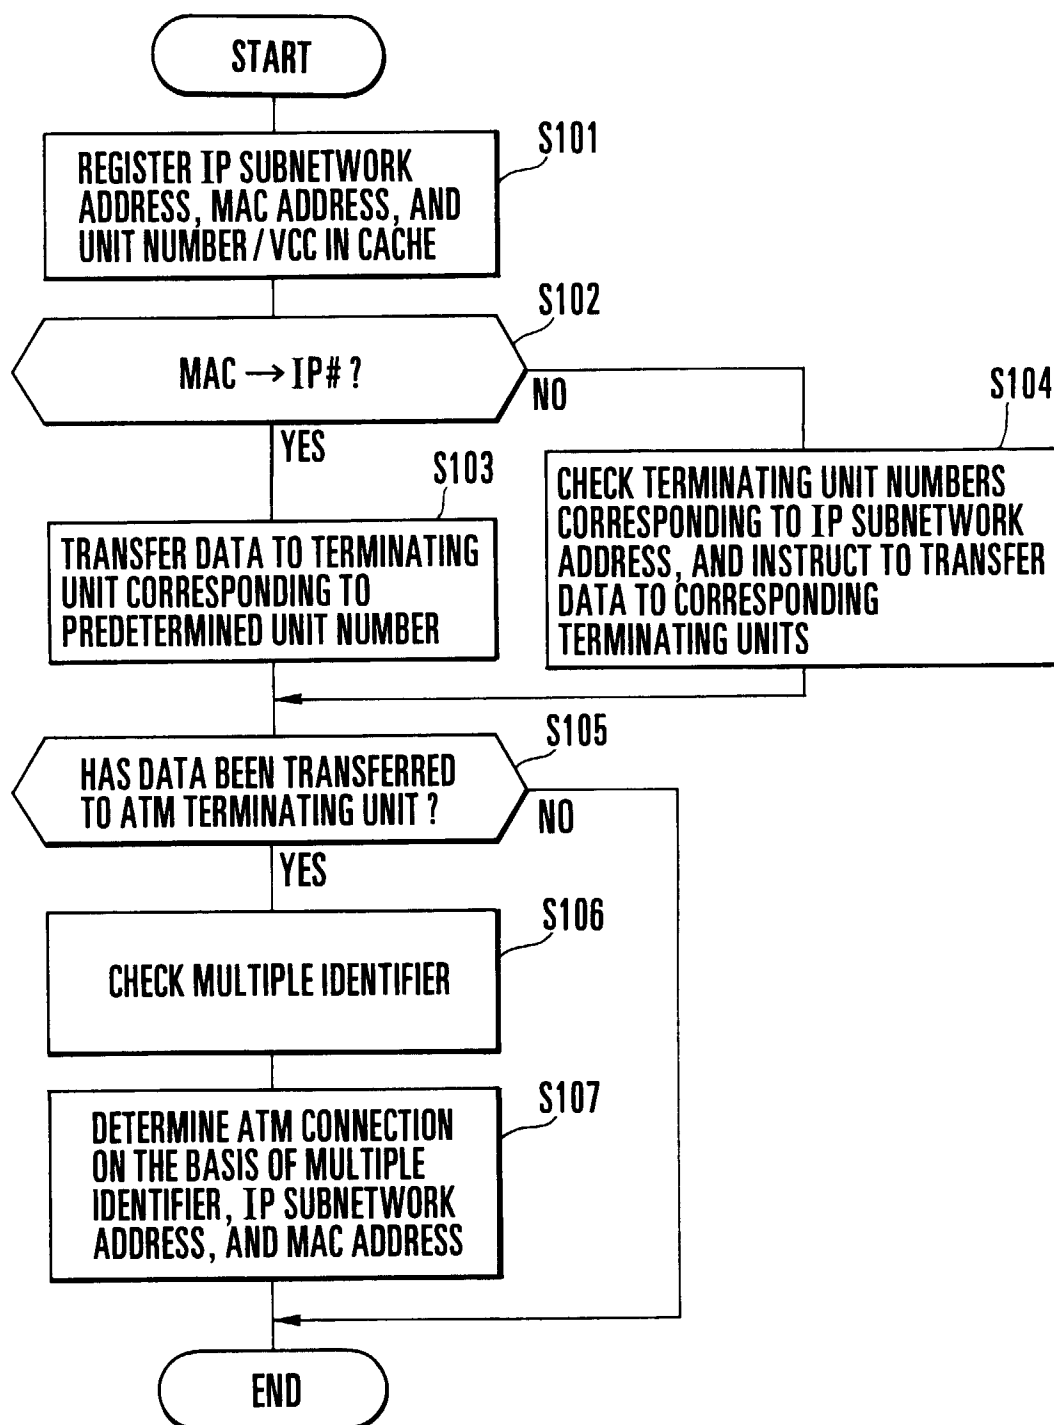 START
S101
REGISTER IP SUBNETWORK
ADDRESS, MAC ADDRESS, AND
UNIT NUMBER / VCC IN CACHE
S102
MAC → IP# ?
NO
YES
S103
TRANSFER DATA TO TERMINATING
UNIT CORRESPONDING TO
PREDETERMINED UNIT NUMBER
S104
CHECK TERMINATING UNIT NUMBERS
CORRESPONDING TO IP SUBNETWORK
ADDRESS, AND INSTRUCT TO TRANSFER
DATA TO CORRESPONDING
TERMINATING UNITS
S105
HAS DATA BEEN TRANSFERRED
TO ATM TERMINATING UNIT ?
NO
YES
S106
CHECK MULTIPLE IDENTIFIER
S107
DETERMINE ATM CONNECTION
ON THE BASIS OF MULTIPLE
IDENTIFIER, IP SUBNETWORK
ADDRESS, AND MAC ADDRESS
END